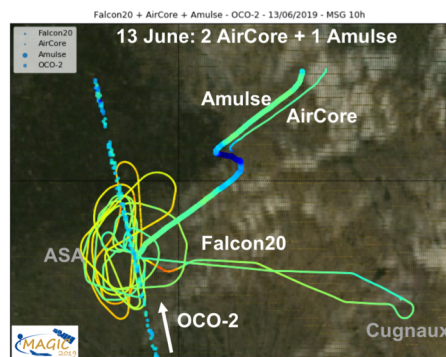 Falcon20 + AirCore + Amulse - OCO-2 - 13/06/2019 - MSG 10h
Falcon20
AirCore
Amulse
OCO-2
13 June: 2 AirCore + 1 Amulse
Amulse
AirCore
ASA
Falcon20
OCO-2
Cugnaux
MAGIC
2019